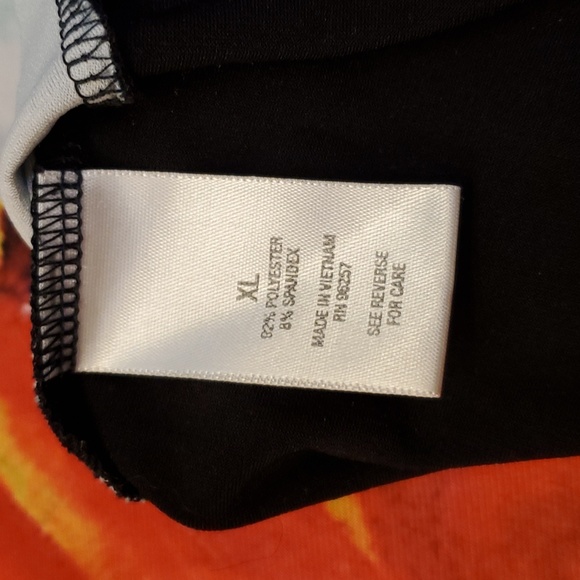 XL
92% POLYESTER
8% SPANDEX
MADE IN VIETNAM
RN 96257
SEE REVERSE
FOR CARE